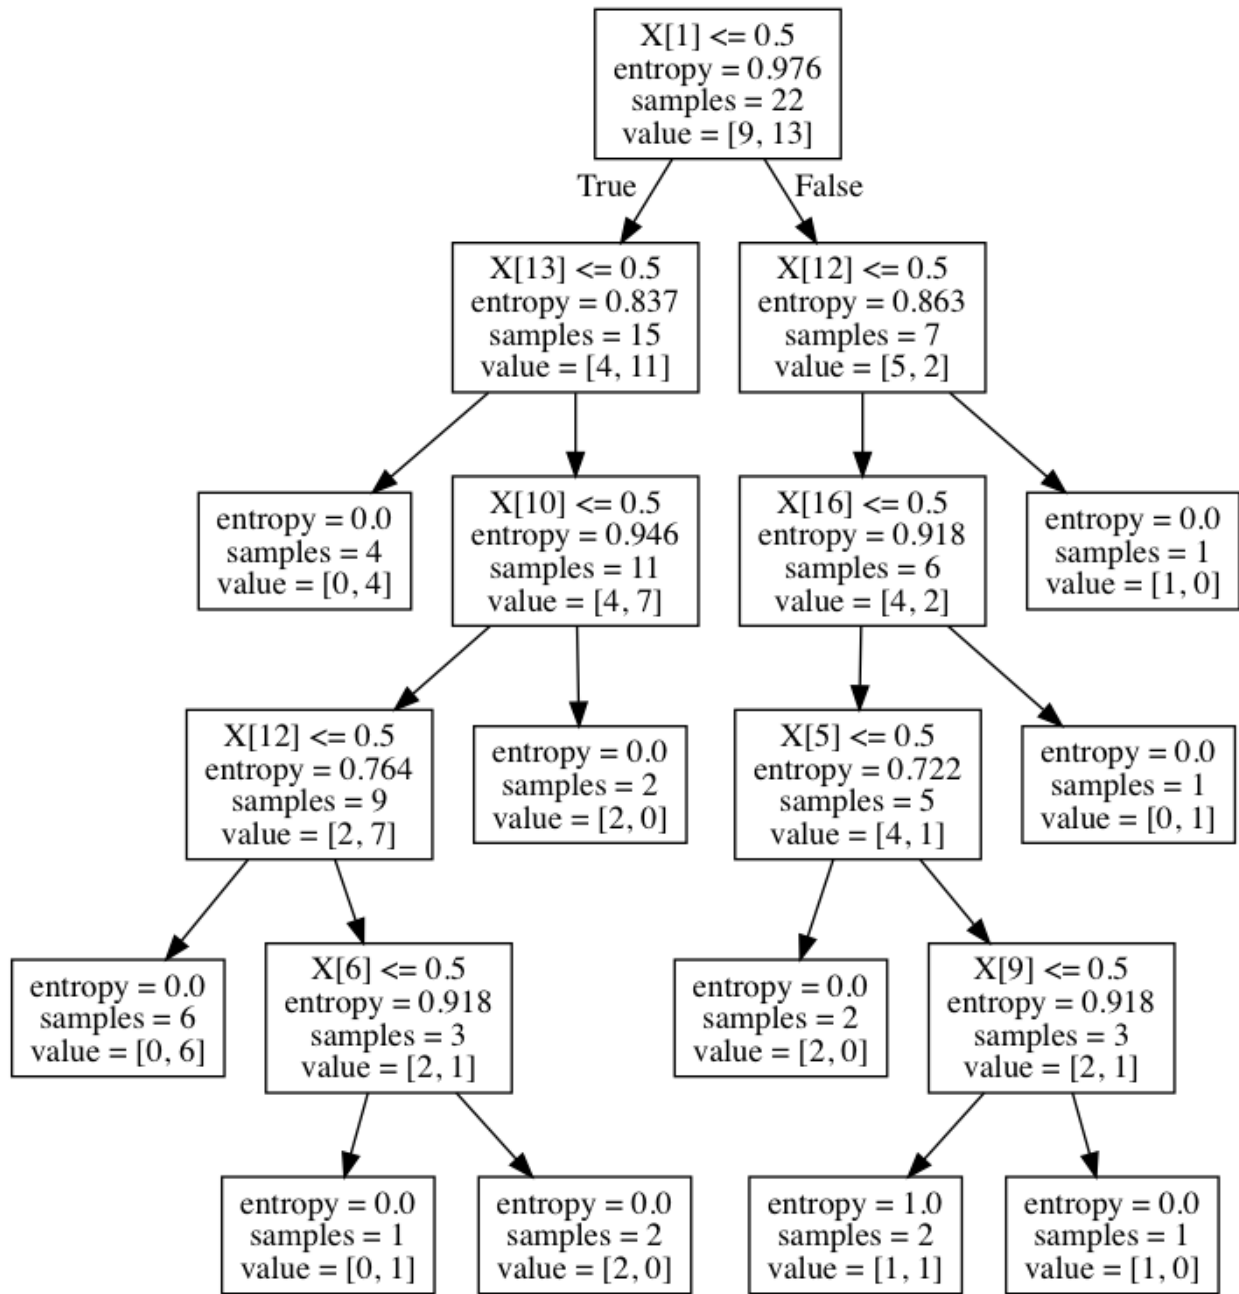 X[1] <= 0.5
entropy = 0.976
samples = 22
value = [9, 13]
True
False
X[13] <= 0.5
entropy = 0.837
samples = 15
value = [4, 11]
X[12] <= 0.5
entropy = 0.863
samples = 7
value = [5, 2]
entropy = 0.0
samples = 4
value = [0, 4]
X[10] <= 0.5
entropy = 0.946
samples = 11
value = [4, 7]
X[16] <= 0.5
entropy = 0.918
samples = 6
value = [4, 2]
entropy = 0.0
samples = 1
value = [1, 0]
X[12] <= 0.5
entropy = 0.764
samples = 9
value = [2, 7]
entropy = 0.0
samples = 2
value = [2, 0]
X[5] <= 0.5
entropy = 0.722
samples = 5
value = [4, 1]
entropy = 0.0
samples = 1
value = [0, 1]
entropy = 0.0
samples = 6
value = [0, 6]
X[6] <= 0.5
entropy = 0.918
samples = 3
value = [2, 1]
entropy = 0.0
samples = 2
value = [2, 0]
X[9] <= 0.5
entropy = 0.918
samples = 3
value = [2, 1]
entropy = 0.0
samples = 1
value = [0, 1]
entropy = 0.0
samples = 2
value = [2, 0]
entropy = 1.0
samples = 2
value = [1, 1]
entropy = 0.0
samples = 1
value = [1, 0]